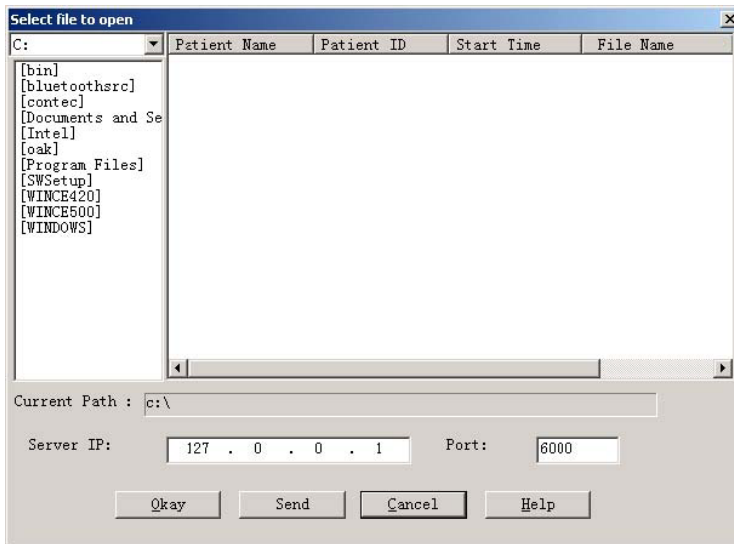 Select file to open
C: Patient Name Patient ID Start Time File Name
[bin]
[bluetoothsrc]
[contec]
[Documents and Se
[Intel]
[oak]
[Program Files]
[SWSetup]
[WINCE420]
[WINCE500]
[WINDOWS]
Current Path : c:\
Server IP: 127 . 0 . 0 . 1 Port: 6000
Okay Send Cancel Help